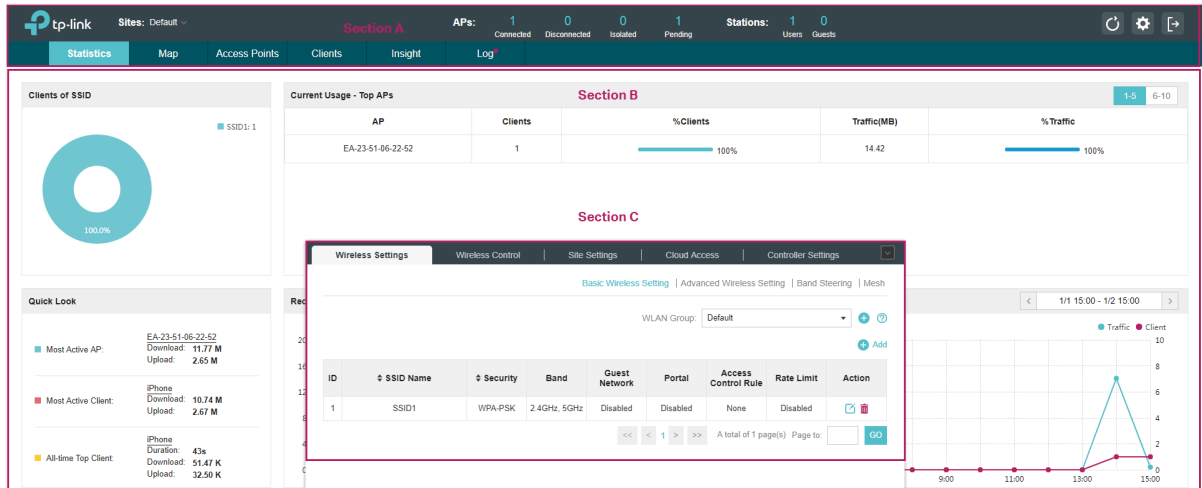 tp-link
Sites: Default
Section A
APs: 1 0 0 1 Stations: 1 0
Connected Disconnected Isolated Pending Users Guests
Statistics Map Access Points Clients Insight Log
Clients of SSID
SSID1: 1
100.0%
Current Usage - Top APs
Section B
1-5 6-10
AP Clients %Clients Traffic(MB) %Traffic
EA-23-51-06-22-52 1 100% 14.42 100%
Section C
Wireless Settings Wireless Control | Site Settings | Cloud Access | Controller Settings
Basic Wireless Setting | Advanced Wireless Setting | Band Steering | Mesh
WLAN Group: Default
Add
ID SSID Name Security Band Guest Network Portal Access Control Rule Rate Limit Action
1 SSID1 WPA-PSK 2.4GHz, 5GHz Disabled Disabled None Disabled
<< < 1 > >> A total of 1 page(s) Page to: GO
Quick Look
Most Active AP:
EA-23-51-06-22-52
Download: 11.77 M
Upload: 2.65 M
Most Active Client:
iPhone
Download: 10.74 M
Upload: 2.67 M
All-time Top Client:
iPhone
Duration: 43s
Download: 51.47 K
Upload: 32.50 K
Rec
< 1/1 15:00 - 1/2 15:00 >
Traffic Client
10
8
6
4
2
0
9:00 11:00 13:00 15:00